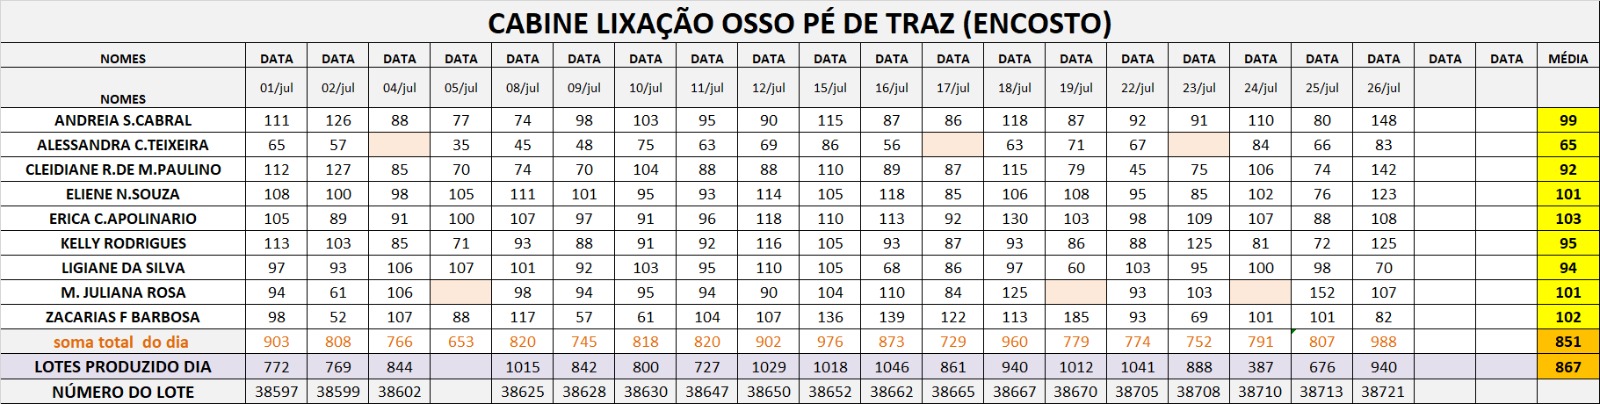 CABINE LIXAÇÃO OSSO PÉ DE TRAZ (ENCOSTO)
NOMES DATA DATA DATA DATA DATA DATA DATA DATA DATA DATA DATA DATA DATA DATA DATA DATA DATA DATA DATA DATA DATA MÉDIA
NOMES 01/jul 02/jul 04/jul 05/jul 08/jul 09/jul 10/jul 11/jul 12/jul 15/jul 16/jul 17/jul 18/jul 19/jul 22/jul 23/jul 24/jul 25/jul 26/jul
ANDREIA S.CABRAL 111 126 88 77 74 98 103 95 90 115 87 86 118 87 92 91 110 80 148 99
ALESSANDRA C.TEIXEIRA 65 57 35 45 48 75 63 69 86 56 63 71 67 84 66 83 65
CLEIDIANE R.DE M.PAULINO 112 127 85 70 74 70 104 88 88 110 89 87 115 79 45 75 106 74 142 92
ELIENE N.SOUZA 108 100 98 105 111 101 95 93 114 105 118 85 106 108 95 85 102 76 123 101
ERICA C.APOLINARIO 105 89 91 100 107 97 91 96 118 110 113 92 130 103 98 109 107 88 108 103
KELLY RODRIGUES 113 103 85 71 93 88 91 92 116 105 93 87 93 86 88 125 81 72 125 95
LIGIANE DA SILVA 97 93 106 107 101 92 103 95 110 105 68 86 97 60 103 95 100 98 70 94
M. JULIANA ROSA 94 61 106 98 94 95 94 90 104 110 84 125 93 103 152 107 101
ZACARIAS F BARBOSA 98 52 107 88 117 57 61 104 107 136 139 122 113 185 93 69 101 101 82 102
soma total do dia 903 808 766 653 820 745 818 820 902 976 873 729 960 779 774 752 791 807 988 851
LOTES PRODUZIDO DIA 772 769 844 1015 842 800 727 1029 1018 1046 861 940 1012 1041 888 387 676 940 867
NÚMERO DO LOTE 38597 38599 38602 38625 38628 38630 38647 38650 38652 38662 38665 38667 38670 38705 38708 38710 38713 38721